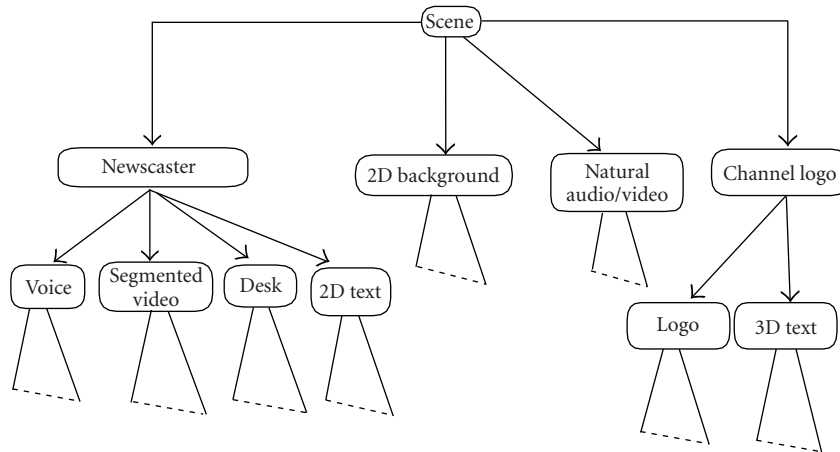 Scene
Newscaster
2D background
Natural
audio/video
Channel logo
Voice
Segmented
video
Desk
2D text
Logo
3D text